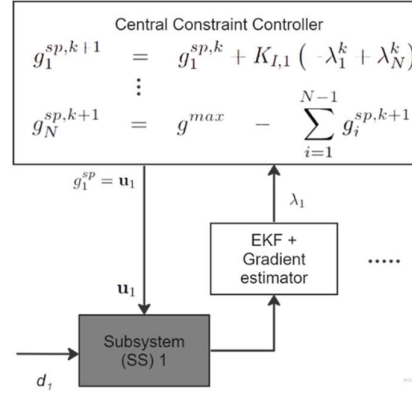 Central Constraint Controller
g_1^{sp,k+1} = g_1^{sp,k} + K_{I,1} ( -λ_1^k + λ_N^k )
⋮
g_N^{sp,k+1} = g^{max} - \sum_{i=1}^{N-1} g_i^{sp,k+1}
g_1^{sp} = u_1
λ_1
EKF +
Gradient
estimator
.....
u_1
Subsystem
(SS) 1
d_1